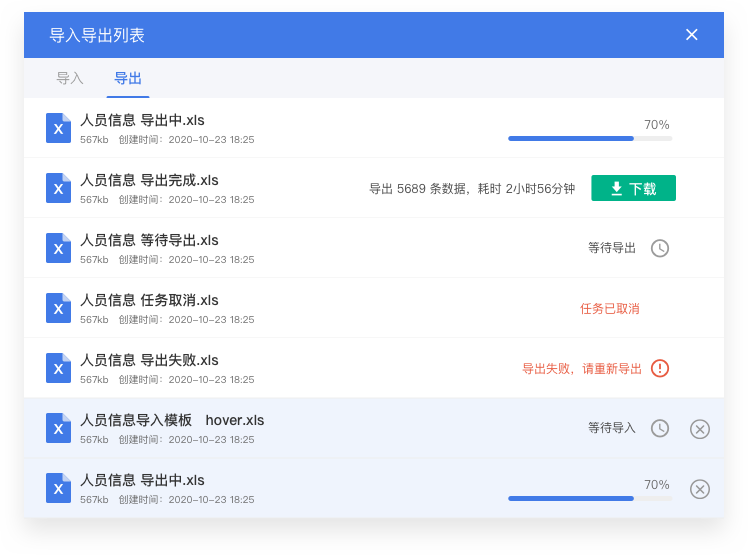 导入导出列表
导入 导出
人员信息 导出中.xls
X
567kb 创建时间：2020-10-23 18:25
70%
人员信息 导出完成.xls
X
567kb 创建时间：2020-10-23 18:25
导出 5689 条数据，耗时 2小时56分钟 下载
人员信息 等待导出.xls
X
567kb 创建时间：2020-10-23 18:25
等待导出
人员信息 任务取消.xls
X
567kb 创建时间：2020-10-23 18:25
任务已取消
人员信息 导出失败.xls
X
567kb 创建时间：2020-10-23 18:25
导出失败，请重新导出
人员信息导入模板 hover.xls
X
567kb 创建时间：2020-10-23 18:25
等待导入
人员信息 导出中.xls
X
567kb 创建时间：2020-10-23 18:25
70%